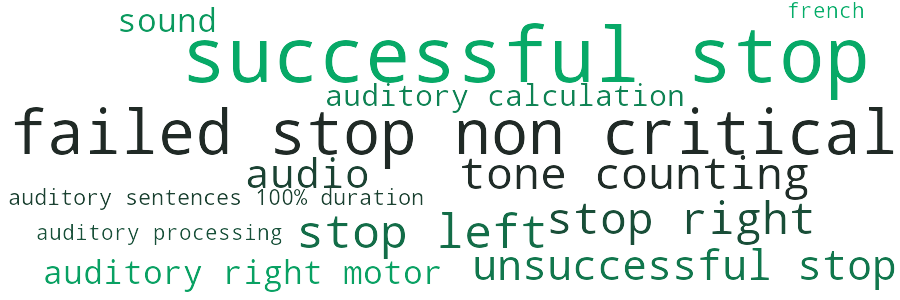 sound
french
successful stop
auditory calculation
failed stop non critical
audio
tone counting
auditory sentences 100% duration
stop right
auditory processing
stop left
auditory right motor
unsuccessful stop